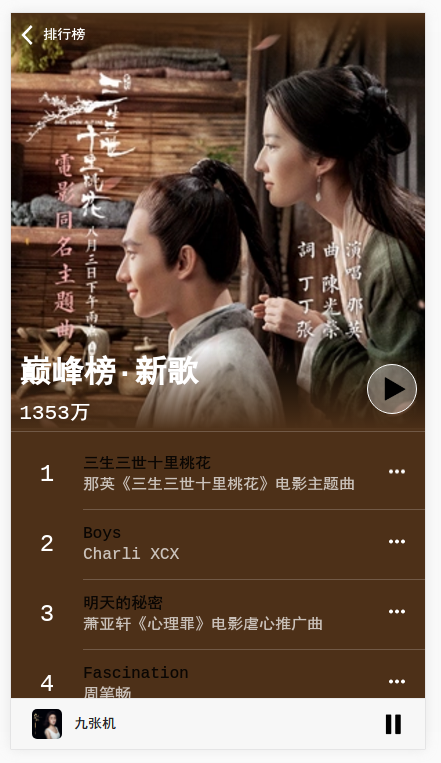 排行榜
三生三世
十里桃花
電影同名主題曲
八月三日下午雨点
演唱 那英
曲 陳光榮
詞 丁丁张
巅峰榜·新歌
1353万
1
三生三世十里桃花
那英《三生三世十里桃花》电影主题曲
2
Boys
Charli XCX
3
明天的秘密
萧亚轩《心理罪》电影虐心推广曲
4
Fascination
周笔畅
九张机